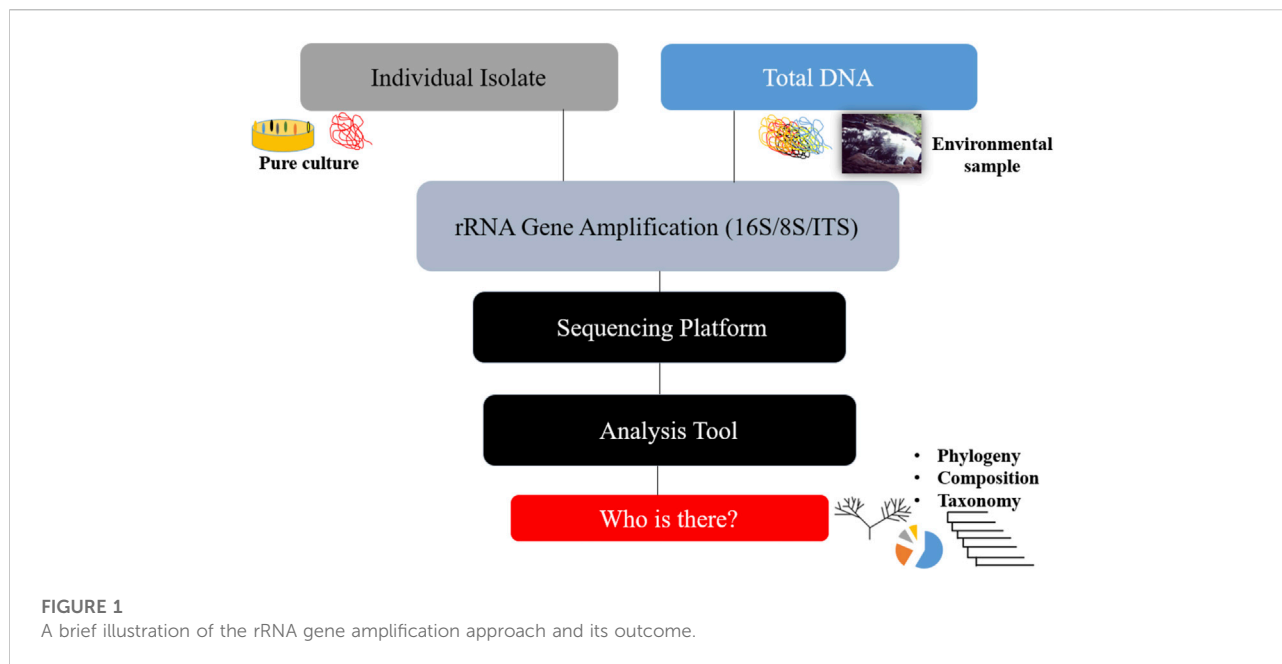 Individual Isolate
Total DNA
Pure culture
Environmental
sample
rRNA Gene Amplification (16S/8S/ITS)
Sequencing Platform
Analysis Tool
• Phylogeny
• Composition
• Taxonomy
Who is there?
FIGURE 1
A brief illustration of the rRNA gene amplification approach and its outcome.